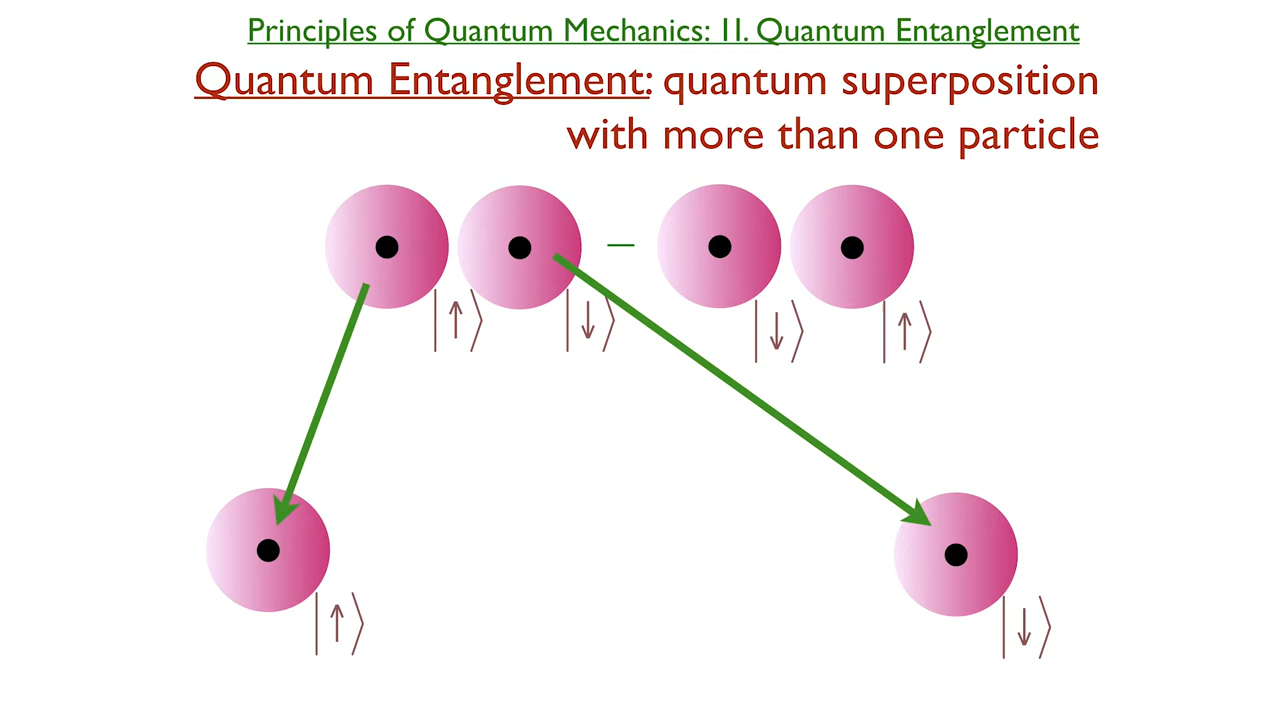 Principles of Quantum Mechanics: II. Quantum Entanglement
Quantum Entanglement: quantum superposition
with more than one particle
−
|↑⟩ |↓⟩ |↓⟩ |↑⟩
|↑⟩ |↓⟩